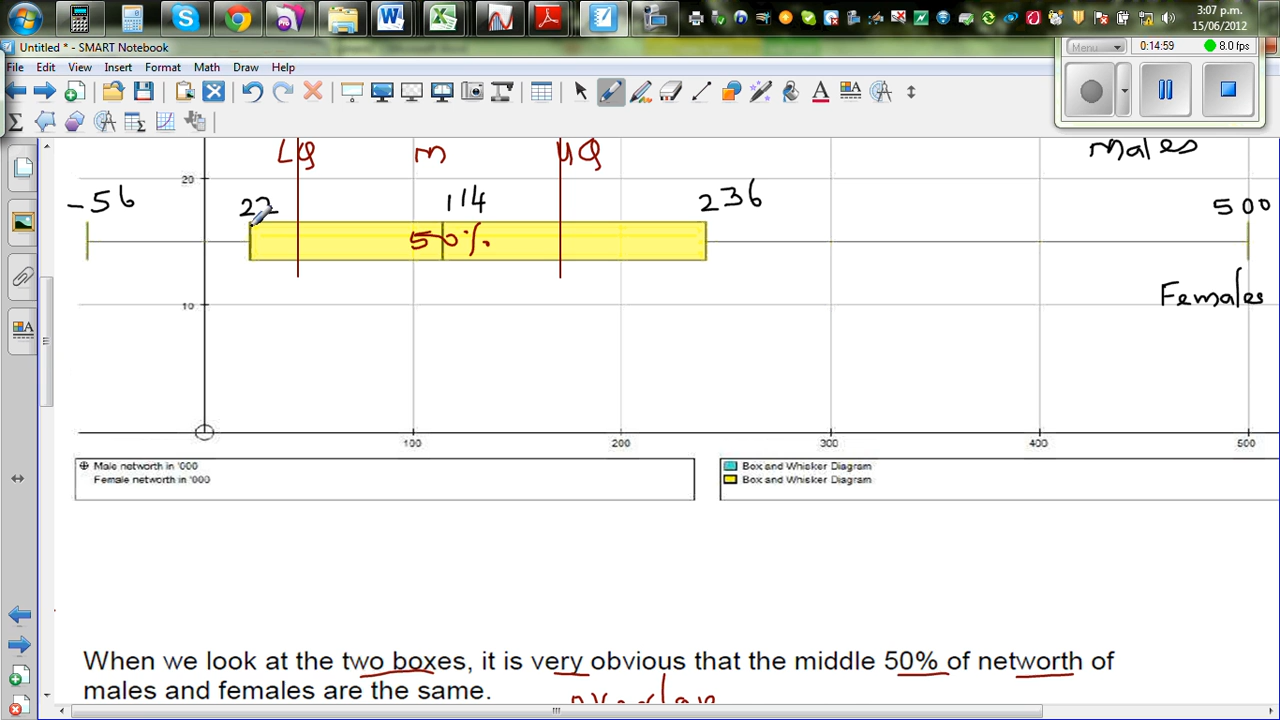 3:07 p.m.
15/06/2012
Untitled * - SMART Notebook
File Edit View Insert Format Math Draw Help
Menu
0:14:59
8.0 fps
LQ m UQ
Males
20
-56 22 114 236 500
50%
Females
10
100 200 300 400 500
Male networth in '000
Female networth in '000
Box and Whisker Diagram
Box and Whisker Diagram
When we look at the two boxes, it is very obvious that the middle 50% of networth of
males and females are the same.
overlap